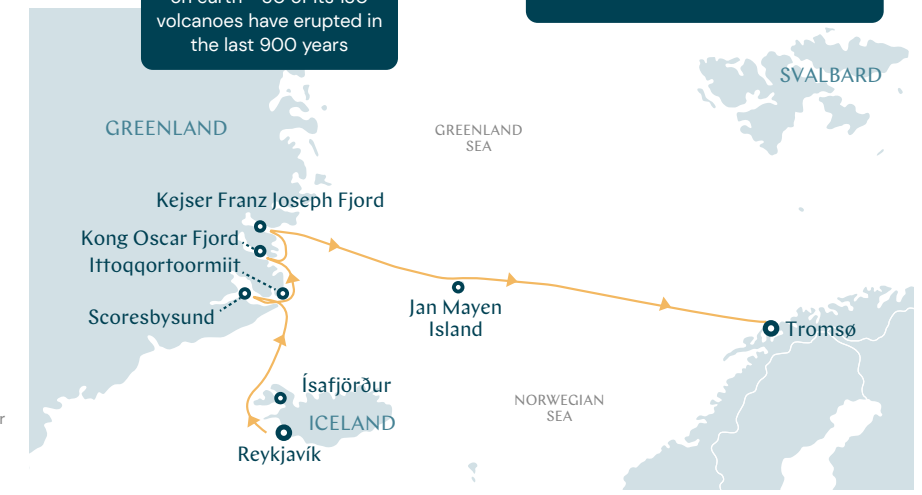 volcanoes have erupted in
the last 900 years
SVALBARD
GREENLAND
GREENLAND
SEA
Kejser Franz Joseph Fjord
Kong Oscar Fjord
Ittoqqortoormiit
Scoresbysund
Jan Mayen
Island
Tromsø
Ísafjörður
NORWEGIAN
SEA
ICELAND
Reykjavík